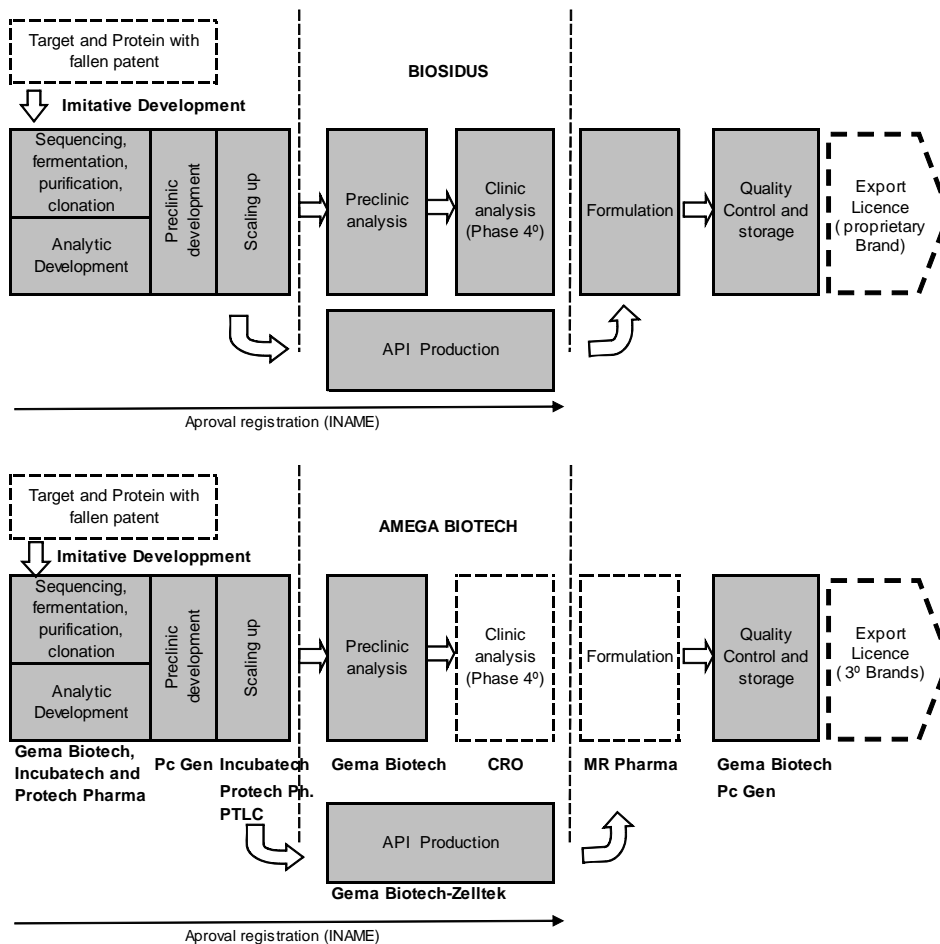 Target and Protein with
fallen patent
BIOSIDUS
Imitative Development
Sequencing,
fermentation,
purification,
clonation
Analytic
Development
Preclinic
development
Scaling up
Preclinic
analysis
Clinic
analysis
(Phase 4º)
Formulation
Quality
Control and
storage
Export
Licence
( proprietary
Brand)
API Production
Aproval registration (INAME)
Target and Protein with
fallen patent
AMEGA BIOTECH
Imitative Developpment
Sequencing,
fermentation,
purification,
clonation
Analytic
Development
Preclinic
development
Scaling up
Preclinic
analysis
Clinic
analysis
(Phase 4º)
Formulation
Quality
Control and
storage
Export
Licence
( 3º Brands)
Gema Biotech,
Incubatech and
Protech Pharma
Pc Gen
Incubatech
Protech Ph.
PTLC
Gema Biotech
CRO
MR Pharma
Gema Biotech
Pc Gen
API Production
Gema Biotech-Zelltek
Aproval registration (INAME)